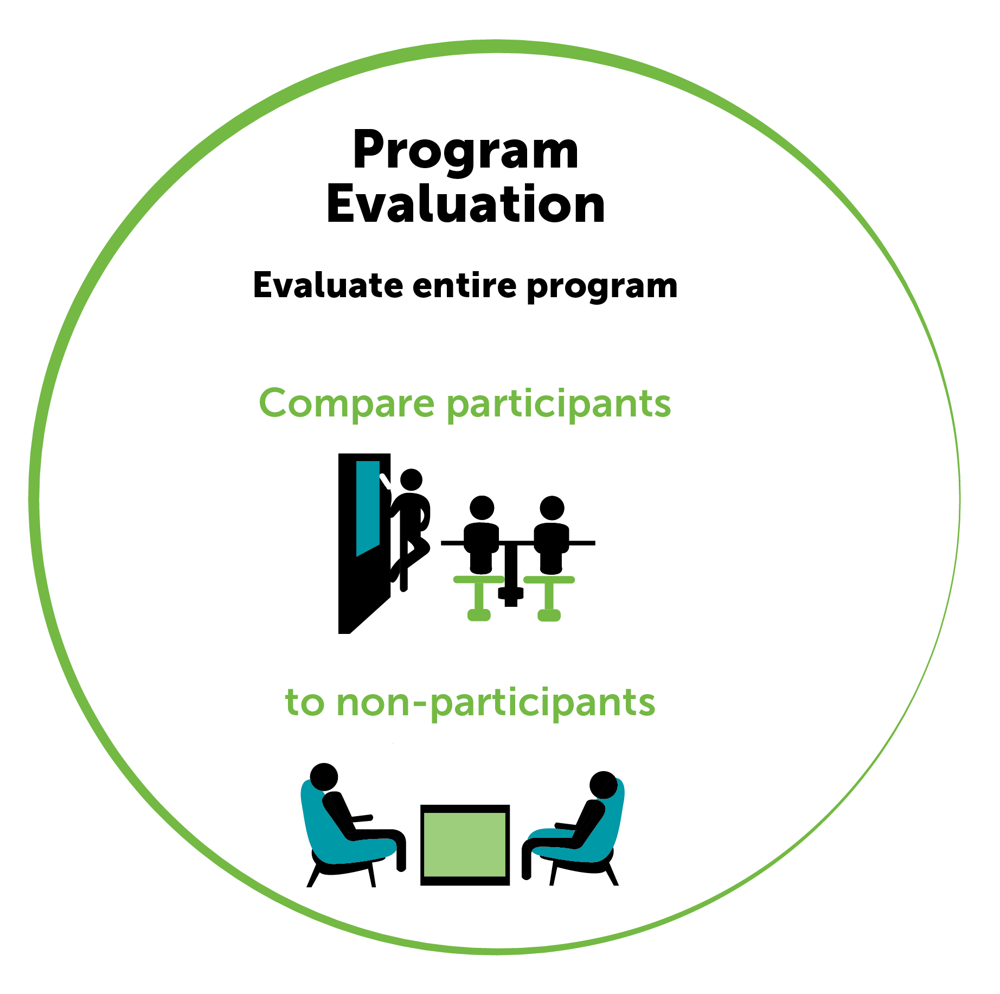 Program
Evaluation
Evaluate entire program
Compare participants
to non-participants